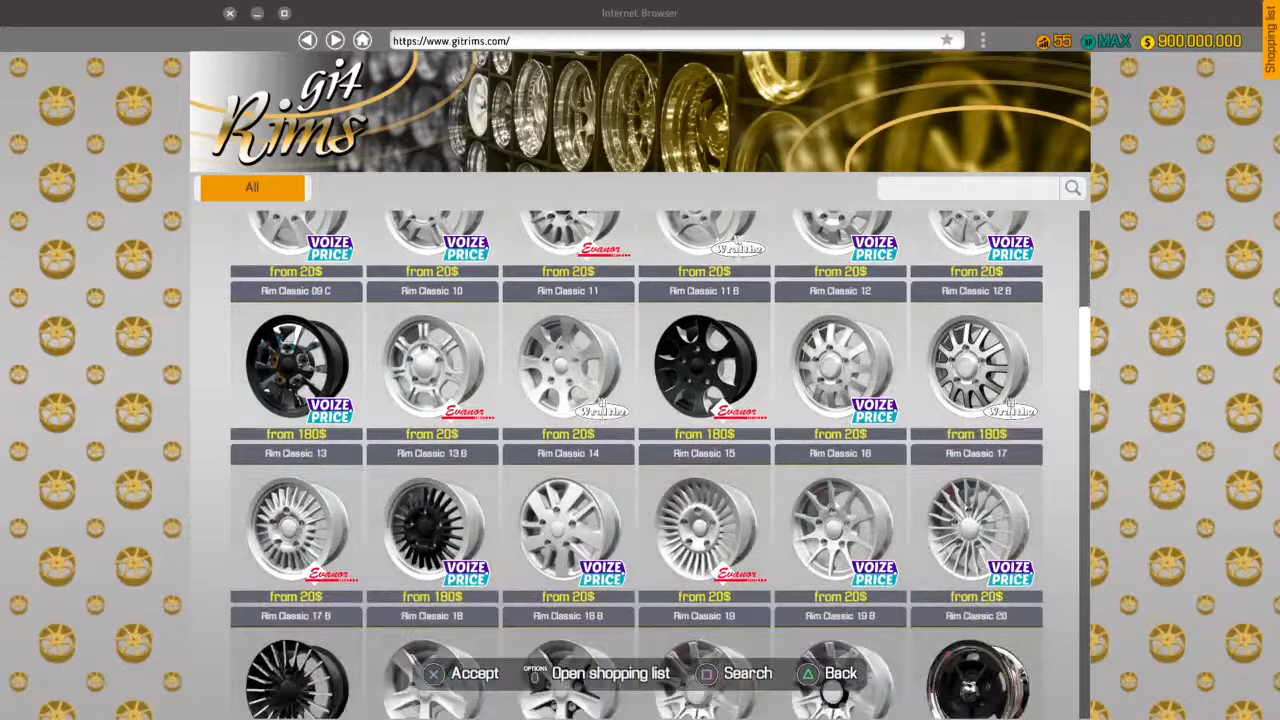 Internet Browser
https://www.gitrims.com/
55 XP MAX $ 900,000,000
Shopping list
git
Rims
All
VOIZE PRICE VOIZE PRICE Evanor VOIZE PRICE VOIZE PRICE
from 20$ from 20$ from 20$ from 20$ from 20$ from 20$
Rim Classic 09 C Rim Classic 10 Rim Classic 11 Rim Classic 11 B Rim Classic 12 Rim Classic 12 B
VOIZE PRICE Evanor Evanor VOIZE PRICE
from 180$ from 20$ from 20$ from 180$ from 20$ from 180$
Rim Classic 13 Rim Classic 13 B Rim Classic 14 Rim Classic 15 Rim Classic 16 Rim Classic 17
Evanor VOIZE PRICE VOIZE PRICE Evanor VOIZE PRICE VOIZE PRICE
from 20$ from 180$ from 20$ from 20$ from 20$ from 20$
Rim Classic 17 B Rim Classic 18 Rim Classic 18 B Rim Classic 19 Rim Classic 19 B Rim Classic 20
Accept OPTIONS Open shopping list Search Back